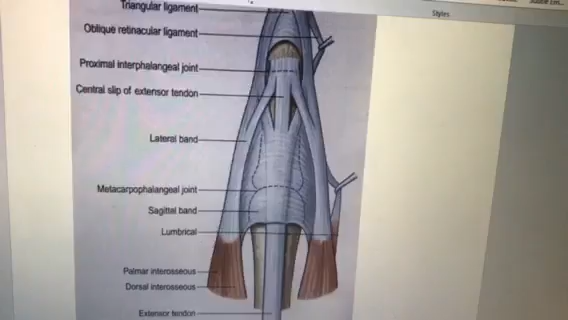 Styles
Triangular ligament
Oblique retinacular ligament
Proximal interphalangeal joint
Central slip of extensor tendon
Lateral band
Metacarpophalangeal joint
Sagittal band
Lumbrical
Palmar interosseous
Dorsal interosseous
Extensor tendon